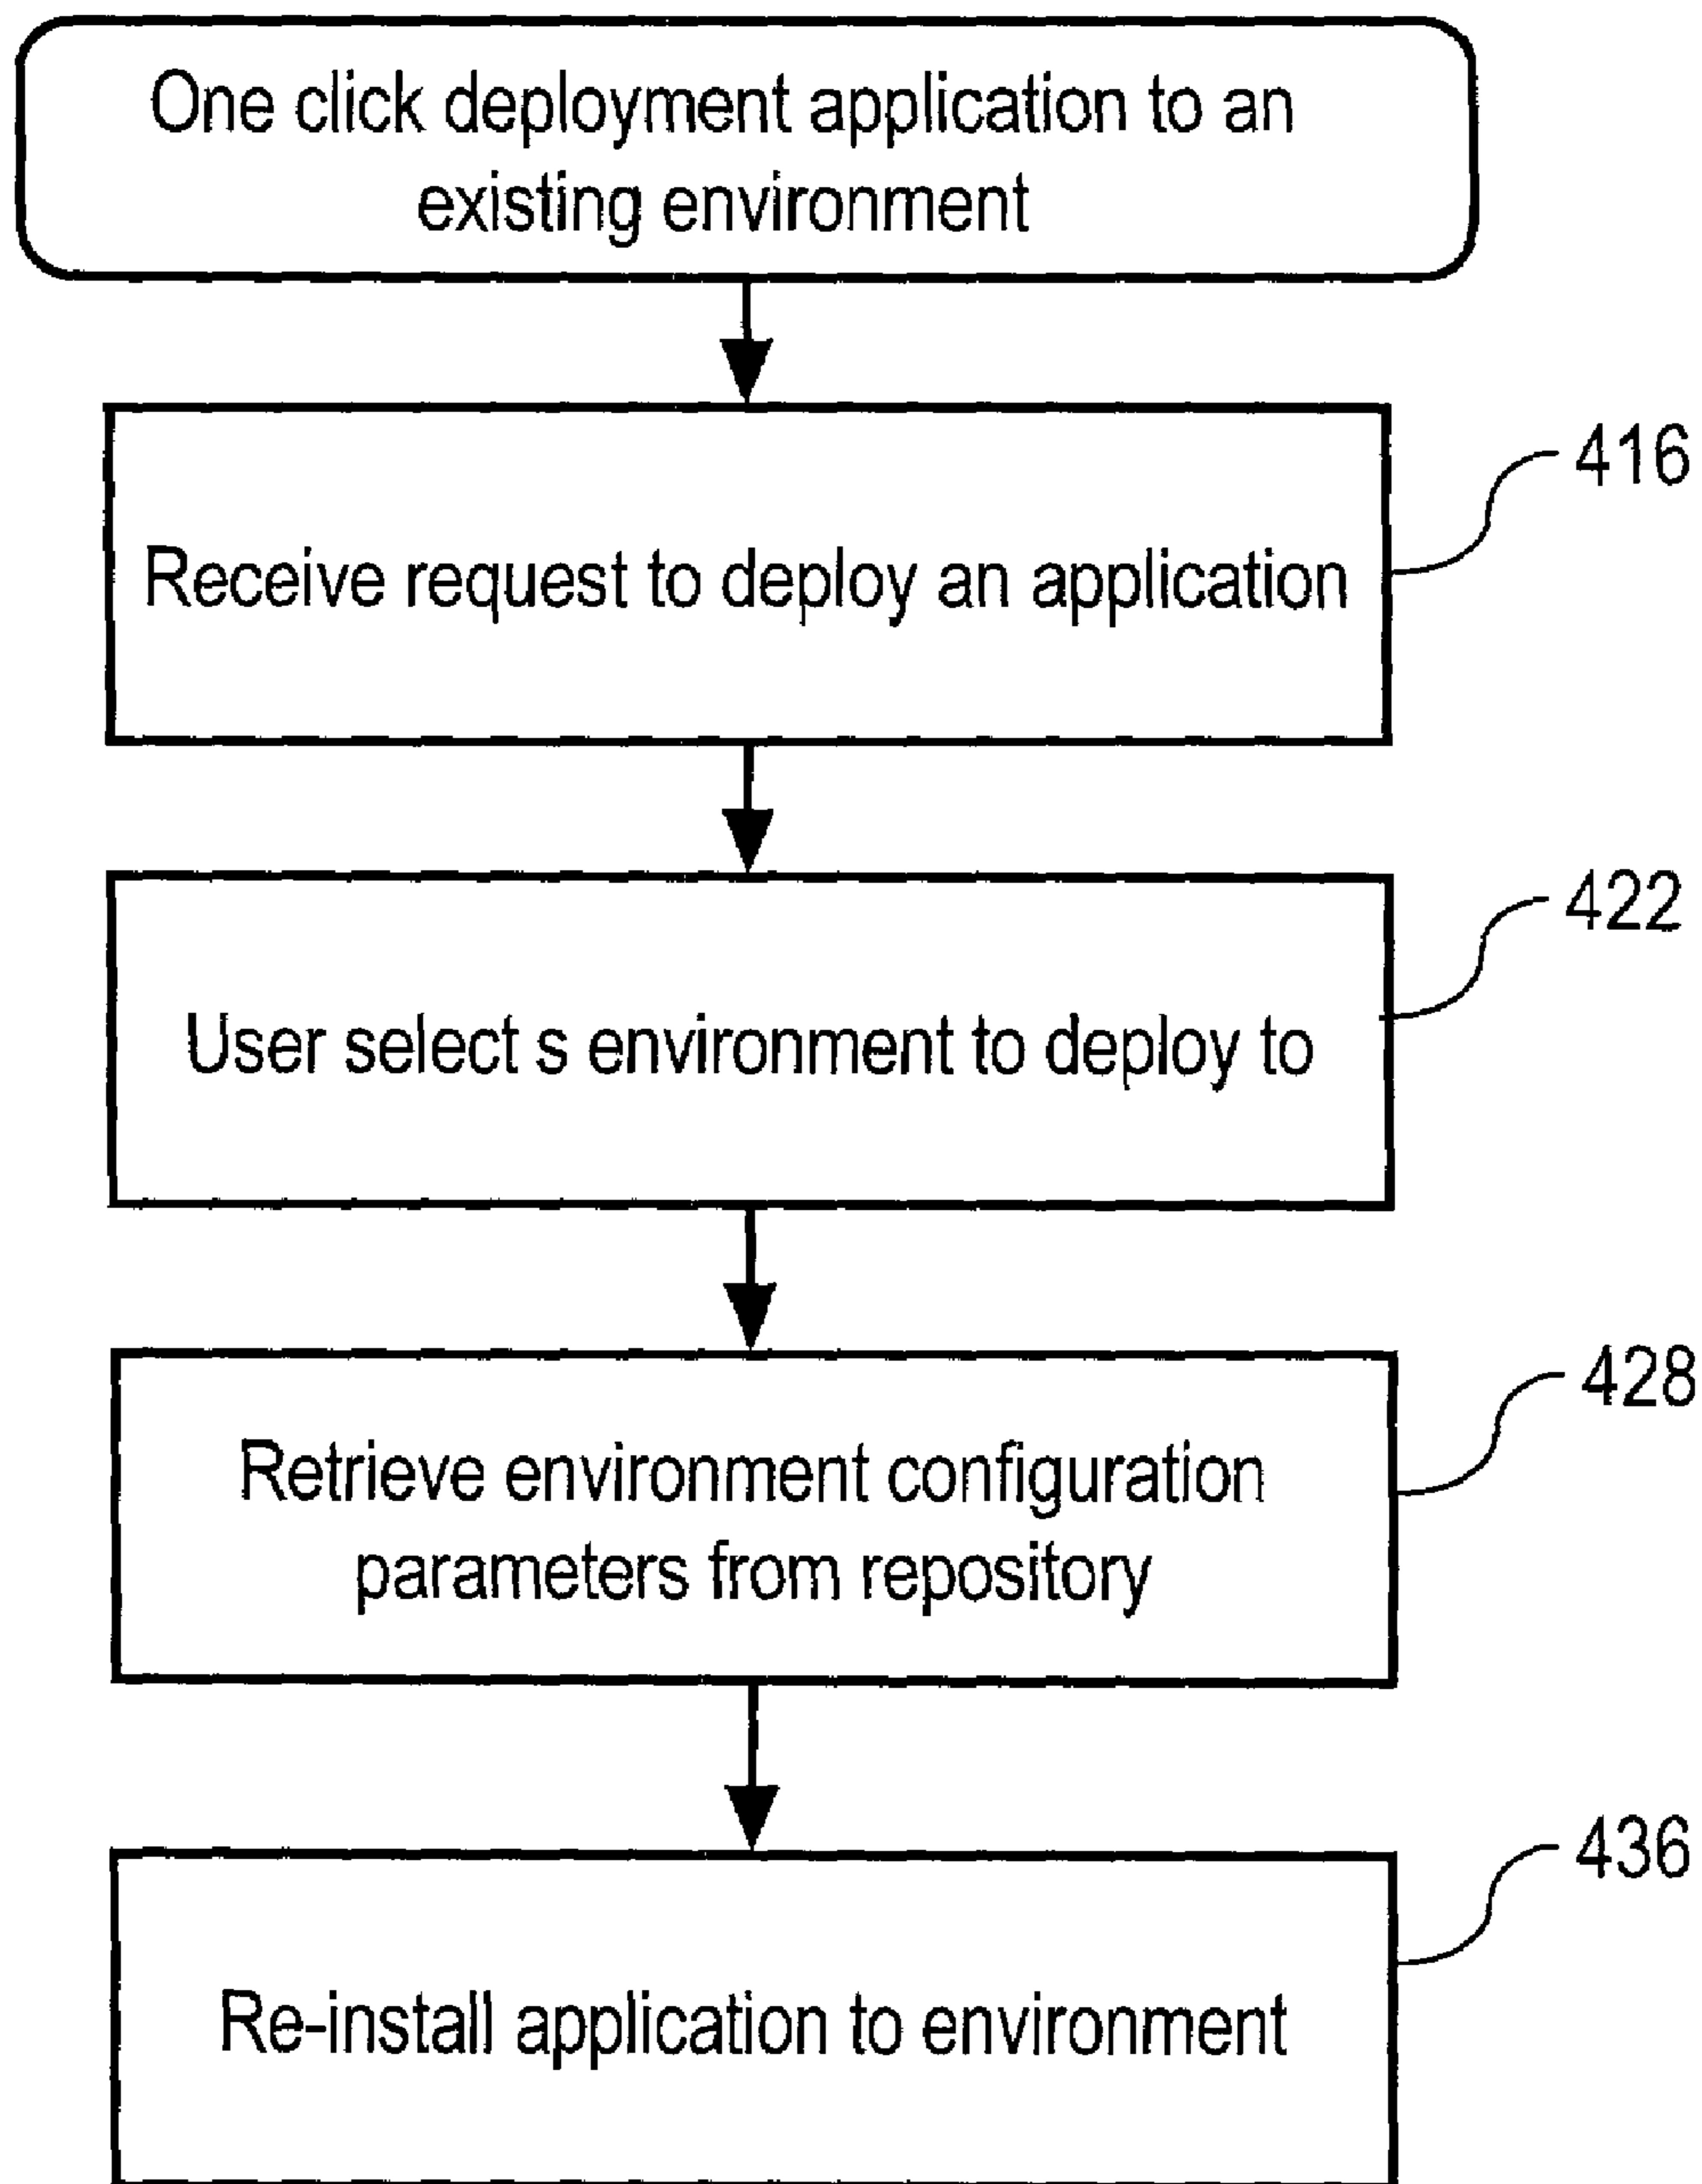 One click deployment application to an
existing environment
416
Receive request to deploy an application
422
User select s environment to deploy to
428
Retrieve environment configuration
parameters from repository
436
Re-install application to environment